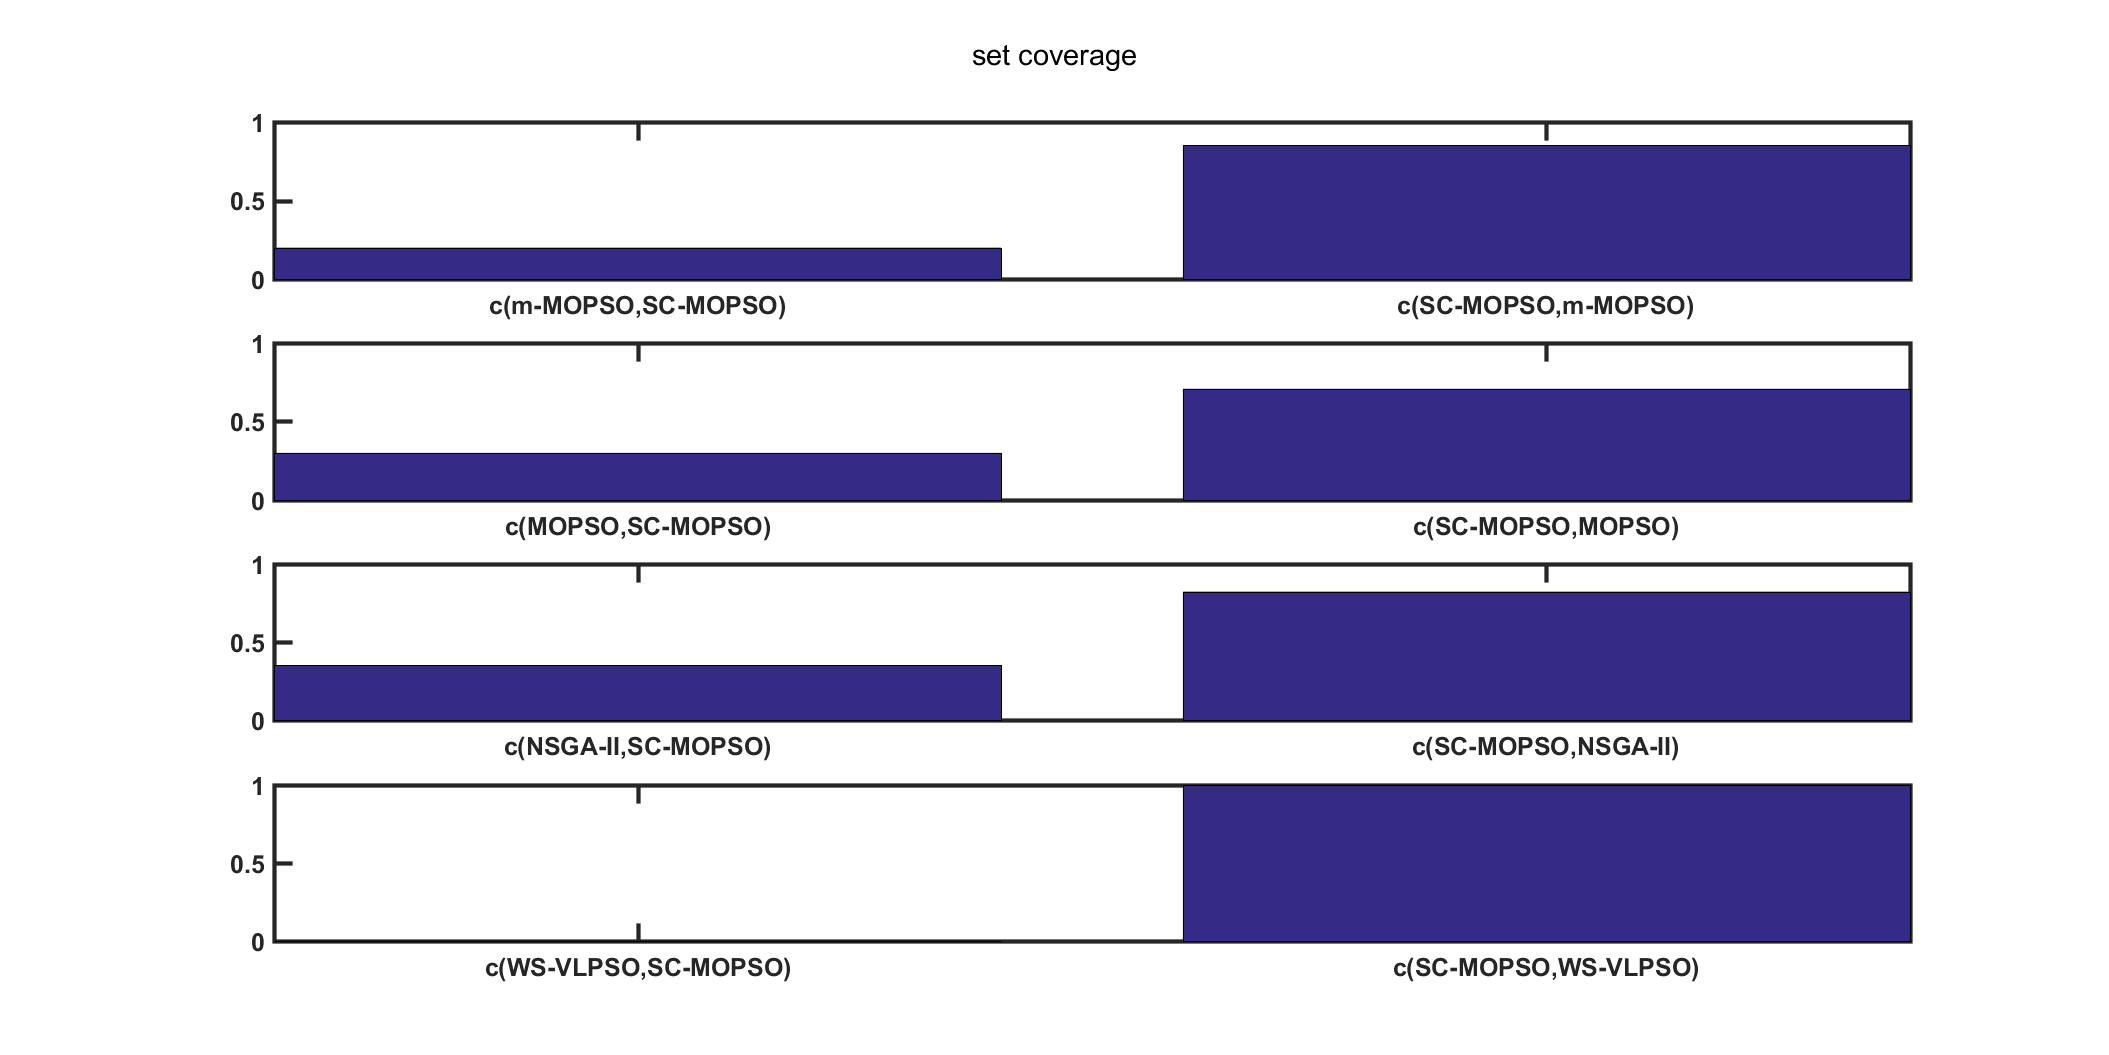 set coverage
1
0.5
0
c(m-MOPSO,SC-MOPSO) c(SC-MOPSO,m-MOPSO)
1
0.5
0
c(MOPSO,SC-MOPSO) c(SC-MOPSO,MOPSO)
1
0.5
0
c(NSGA-II,SC-MOPSO) c(SC-MOPSO,NSGA-II)
1
0.5
0
c(WS-VLPSO,SC-MOPSO) c(SC-MOPSO,WS-VLPSO)